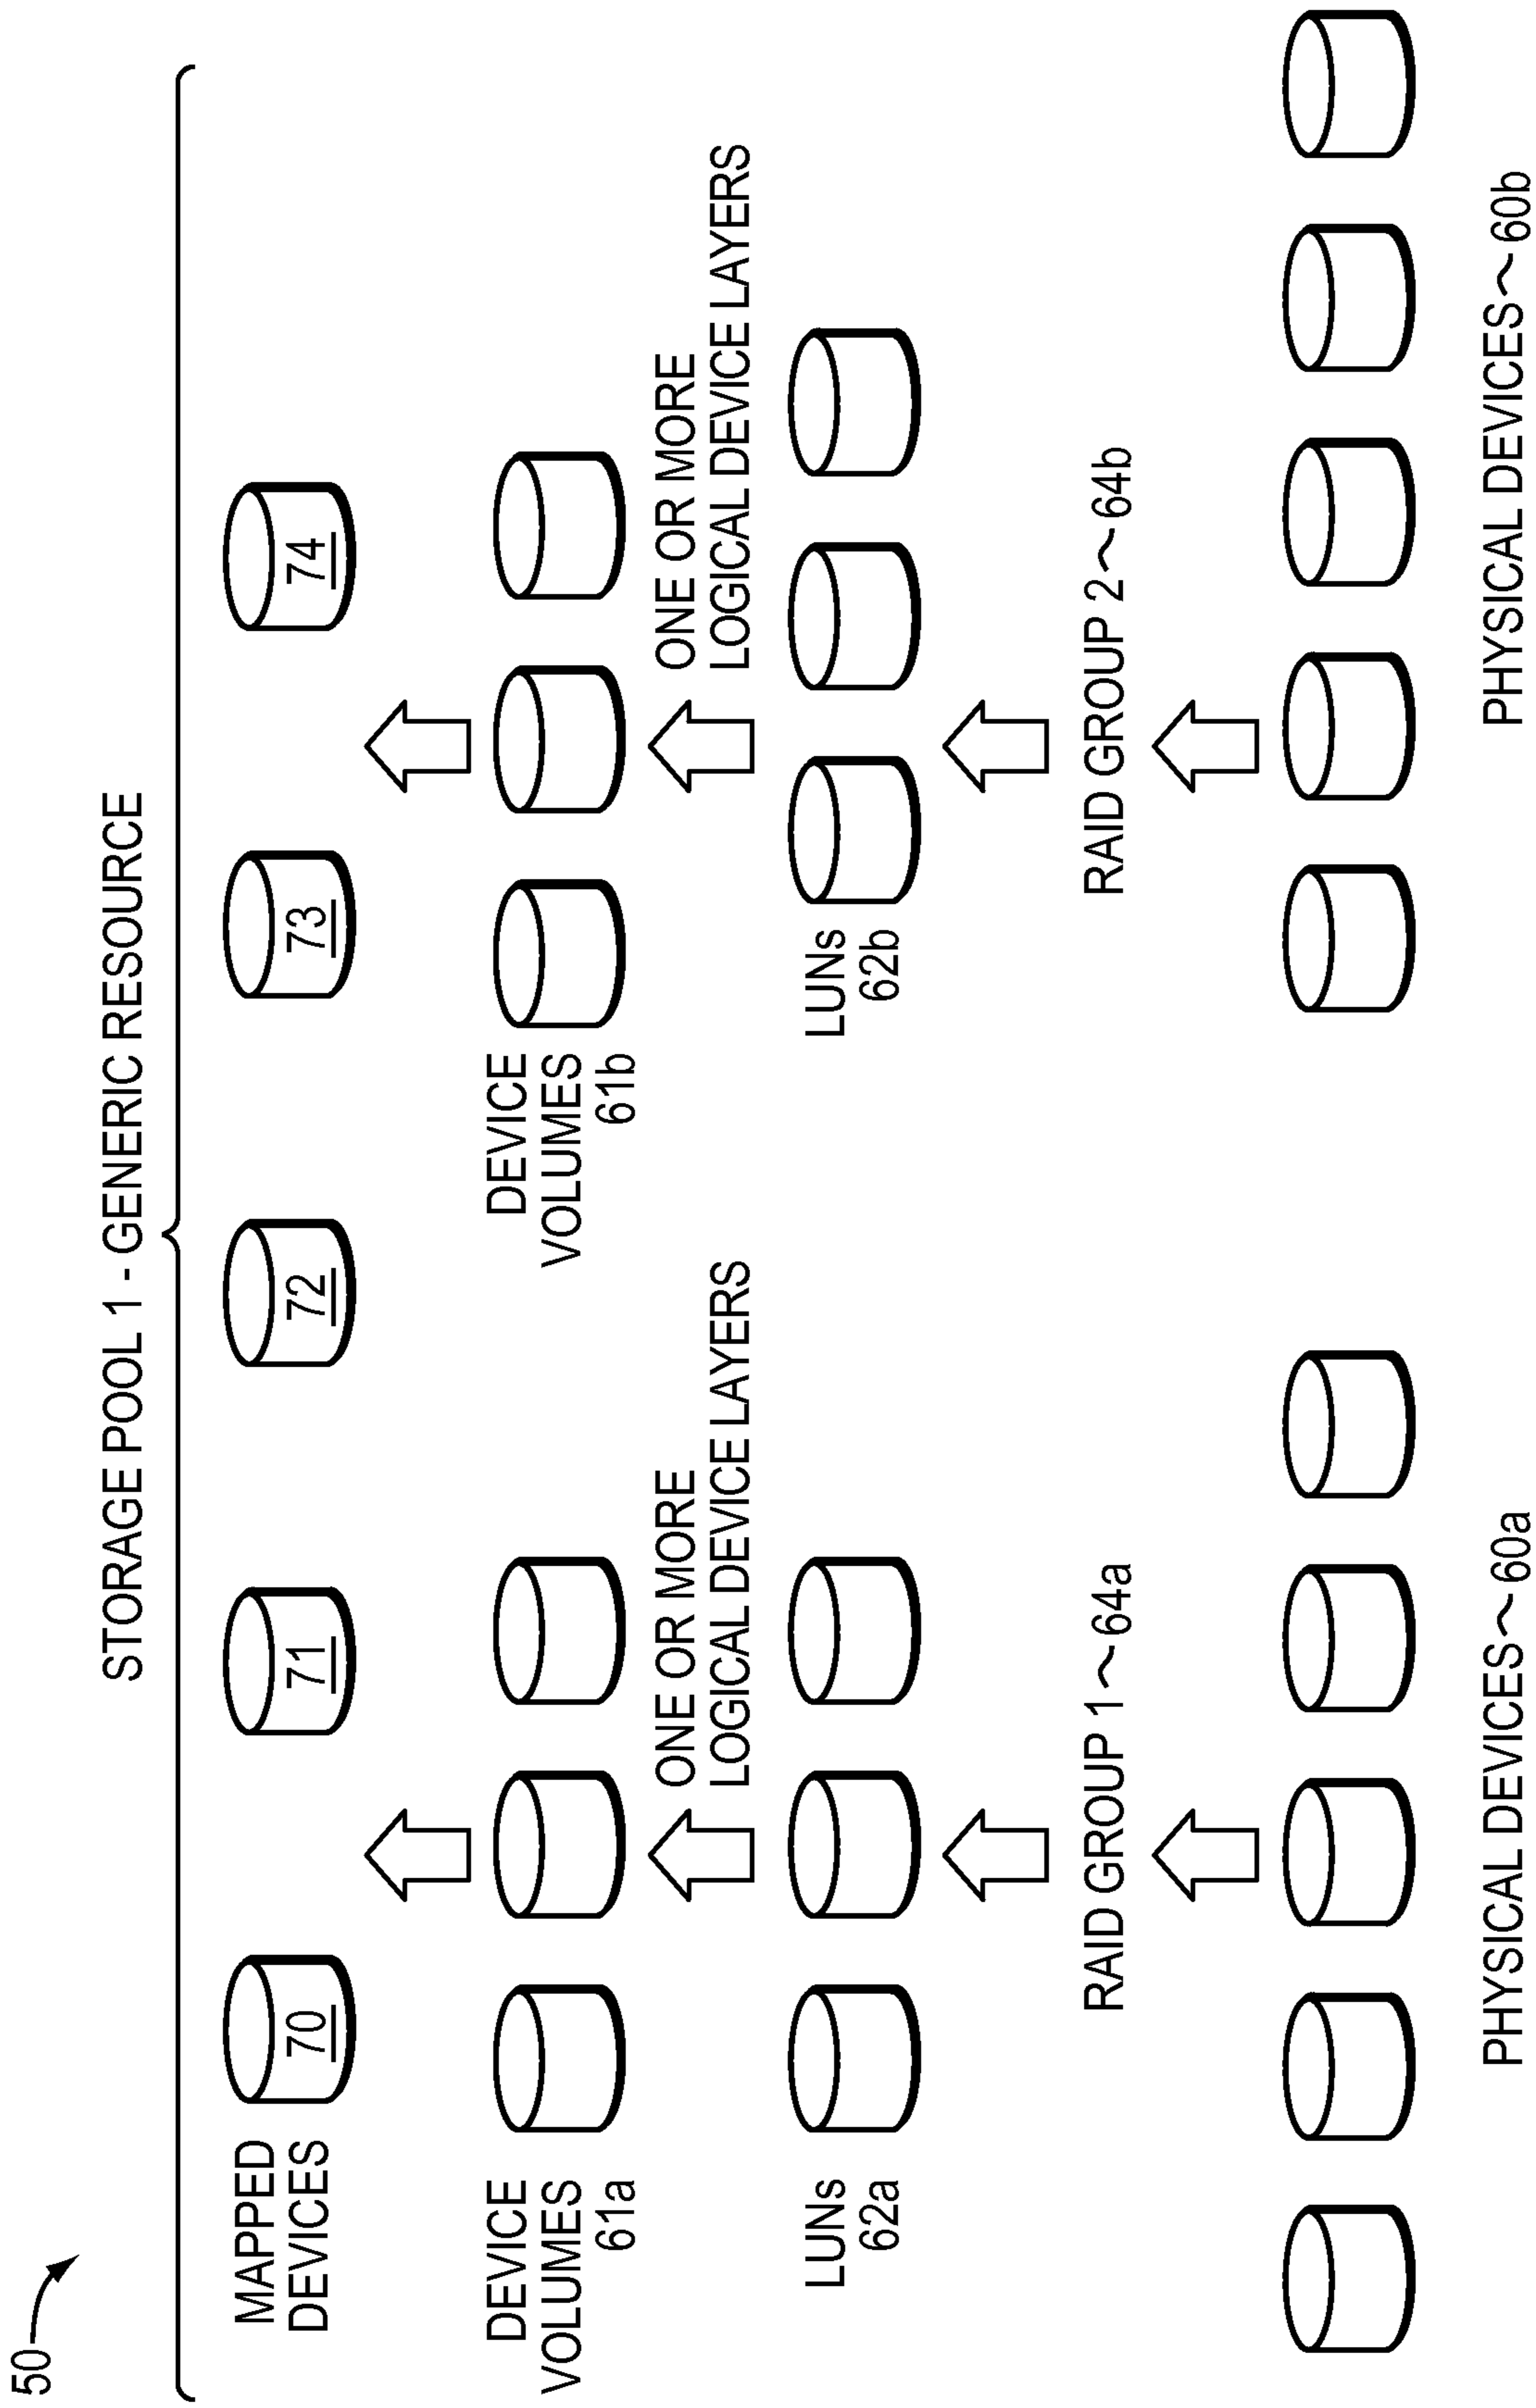 50
STORAGE POOL 1 - GENERIC RESOURCE
MAPPED
DEVICES
70
71
72
73
74
DEVICE
VOLUMES
61a
DEVICE
VOLUMES
61b
ONE OR MORE
LOGICAL DEVICE LAYERS
ONE OR MORE
LOGICAL DEVICE LAYERS
LUNs
62a
LUNs
62b
RAID GROUP 1~64a
RAID GROUP 2~64b
PHYSICAL DEVICES~60a
PHYSICAL DEVICES~60b